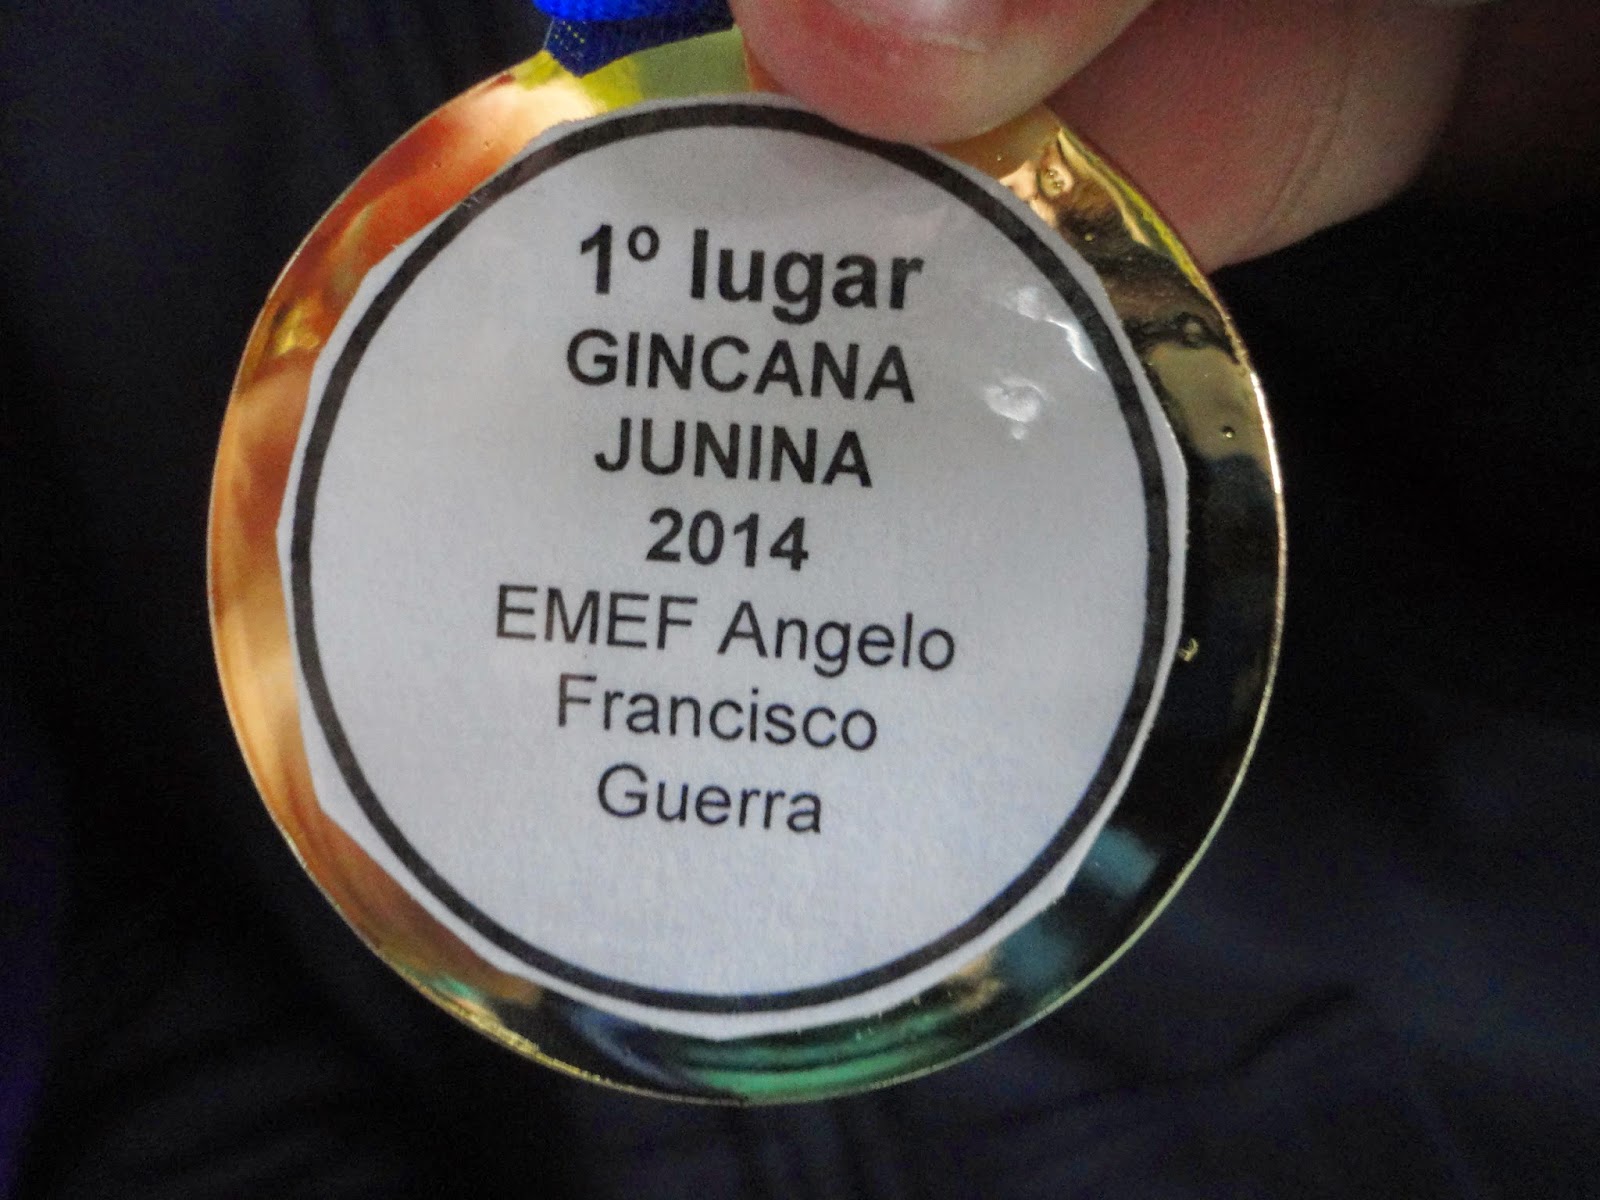 1º lugar
GINCANA
JUNINA
2014
EMEF Angelo
Francisco
Guerra